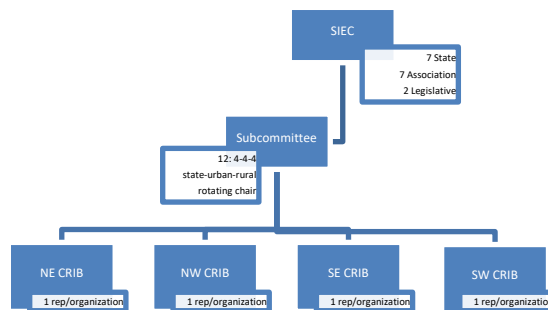 SIEC
7 State
7 Association
2 Legislative
Subcommittee
12: 4-4-4
state-urban-rural
rotating chair
NE CRIB
NW CRIB
SE CRIB
SW CRIB
1 rep/organization
1 rep/organization
1 rep/organization
1 rep/organizatio